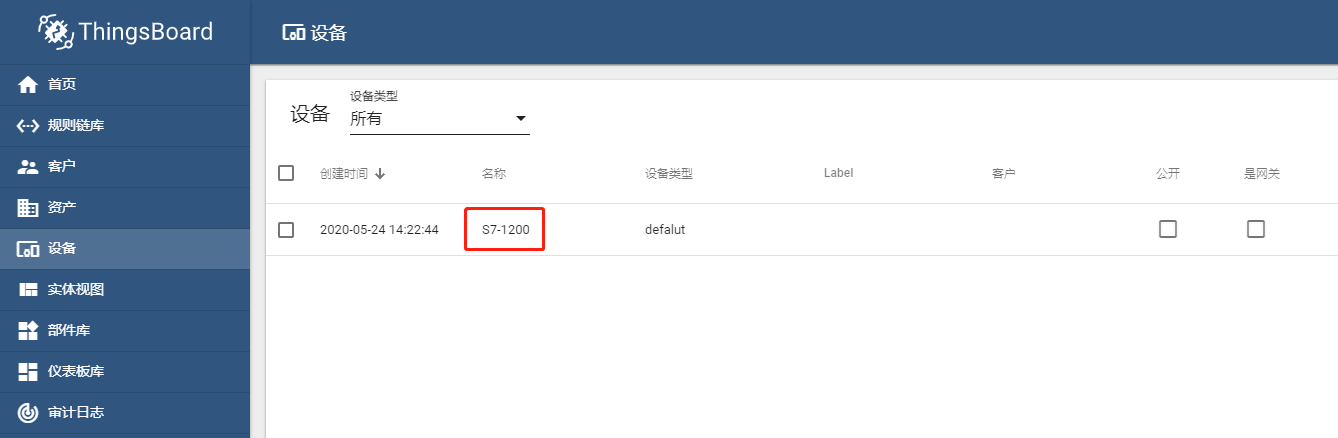 ThingsBoard
设备
首页
规则链库
客户
资产
设备
实体视图
部件库
仪表板库
审计日志
设备
设备类型
所有
创建时间 名称 设备类型 Label 客户 公开 是网关
2020-05-24 14:22:44 S7-1200 defalut